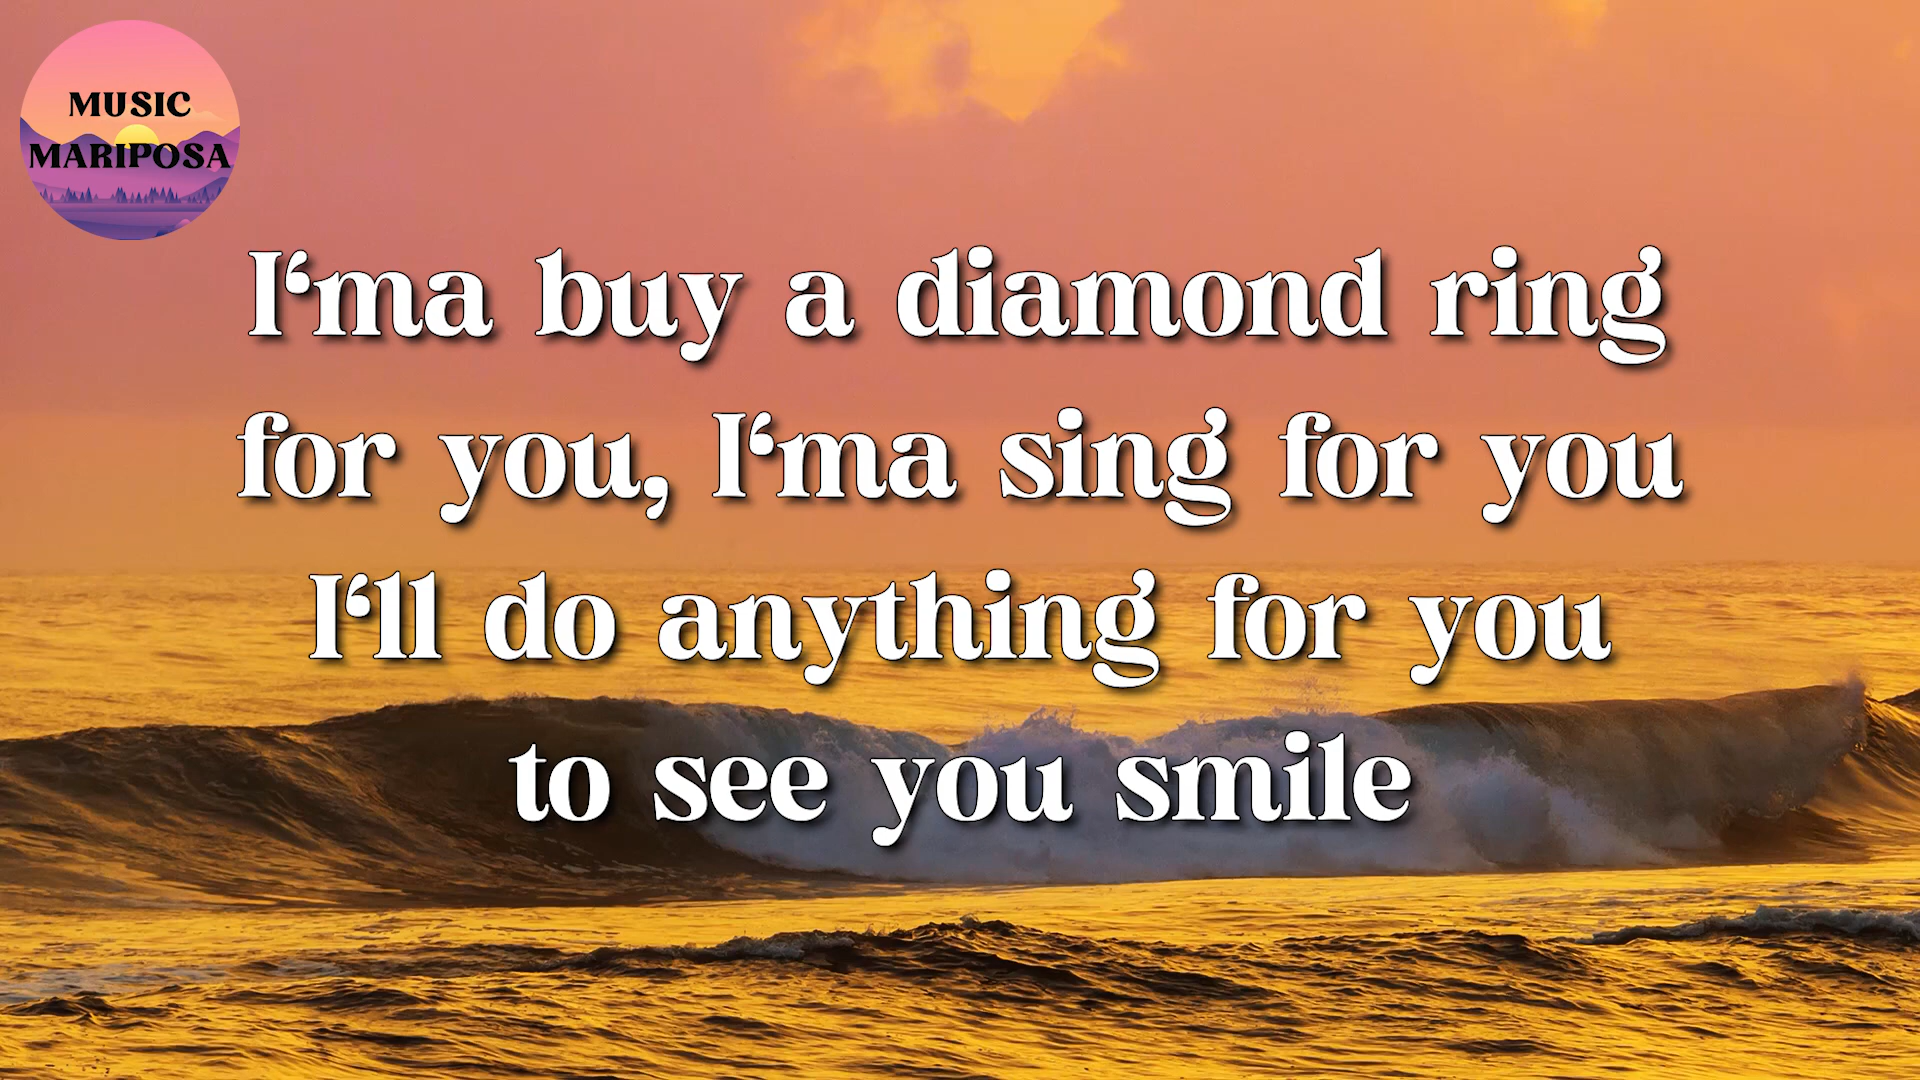 MUSIC
MARIPOSA
I‘ma buy a diamond ring
for you, I‘ma sing for you
I‘ll do anything for you
to see you smile